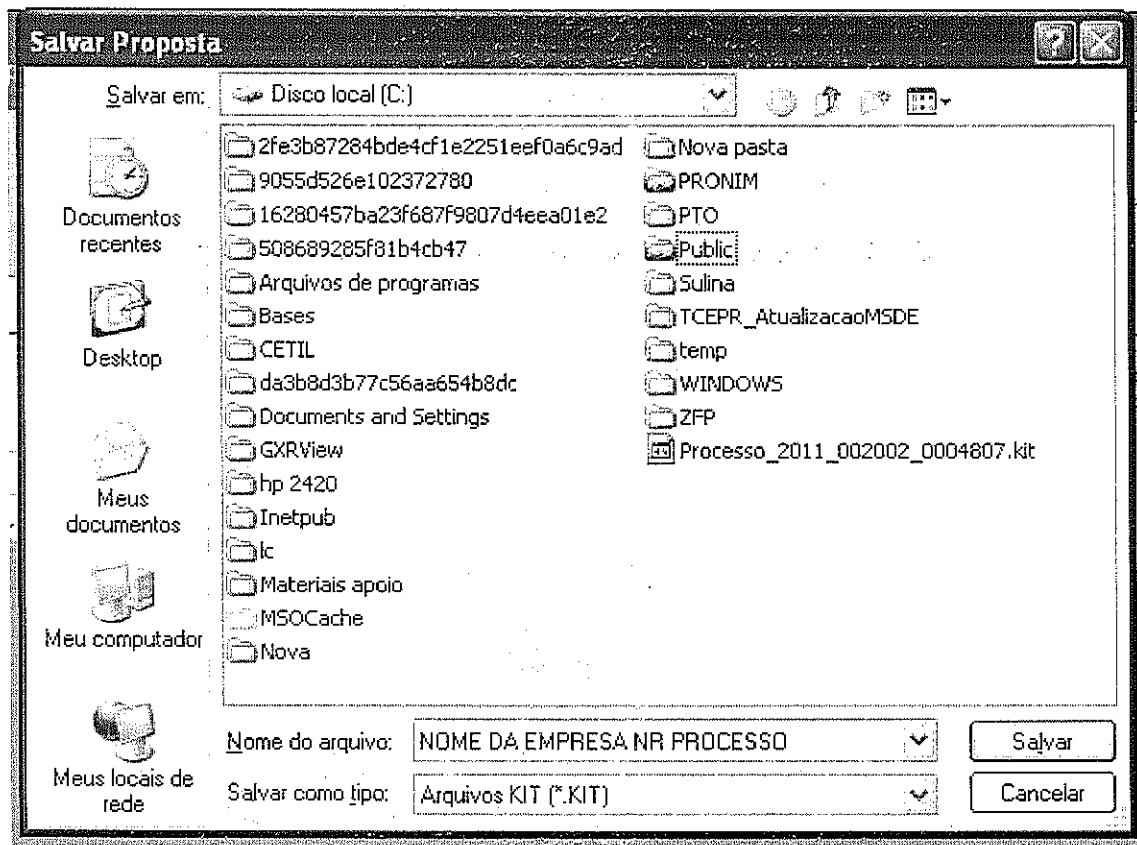 Salvar Proposta
Salvar em:
Disco local (C:)
Documentos
recentes
Desktop
Meus
documentos
Meu computador
Meus locais de
rede
2fe3b87284bde4cf1e2251eef0a6c9ad
9055d526e102372780
16280457ba23f687f9807d4eea01e2
508689285f81b4cb47
Arquivos de programas
Bases
CETIL
da3b8d3b77c56aa654b8dc
Documents and Settings
GXRView
hp 2420
Inetpub
lc
Materiais apoio
MSOCache
Nova
Nova pasta
PRONIM
PTO
Public
Sulina
TCEPR_AtualizacaoMSDE
temp
WINDOWS
ZFP
Processo_2011_002002_0004807.kit
Nome do arquivo:
NOME DA EMPRESA NR PROCESSO
Salvar
Salvar como tipo:
Arquivos KIT (*.KIT)
Cancelar